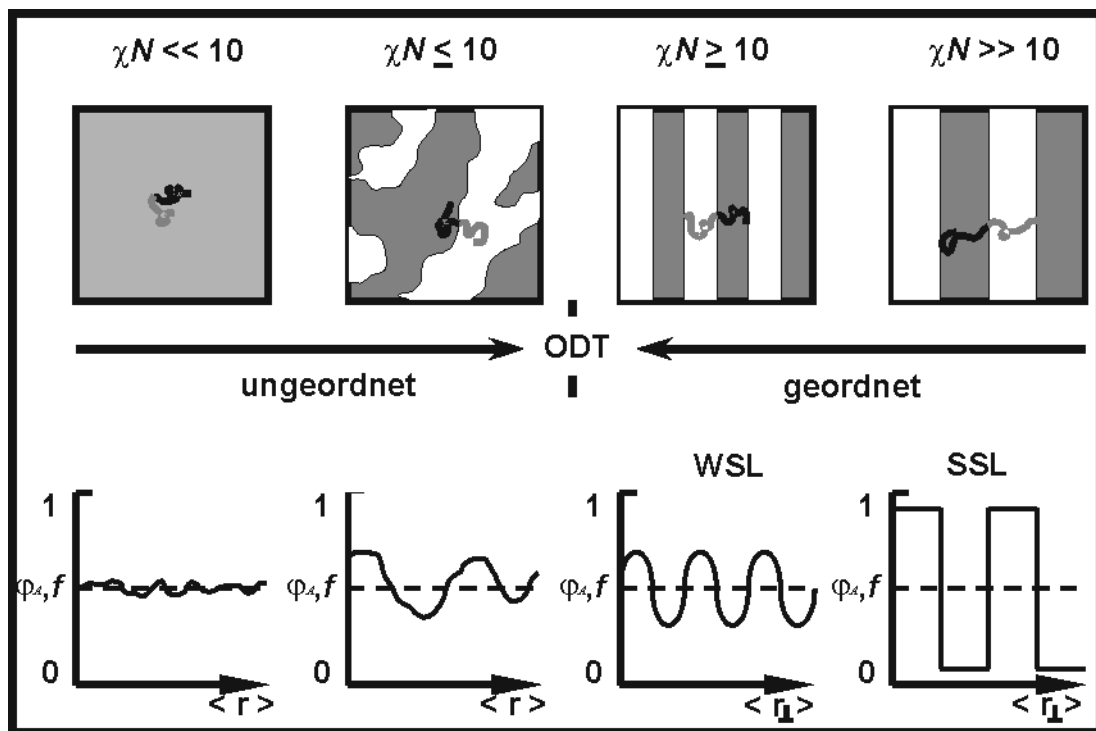 χN << 10
χN ≤ 10
χN ≥ 10
χN >> 10
ODT
ungeordnet
geordnet
WSL
SSL
1
φA,f
0
< r >
1
φA,f
0
< r >
1
φA,f
0
< r⊥ >
1
φA,f
0
< r⊥ >